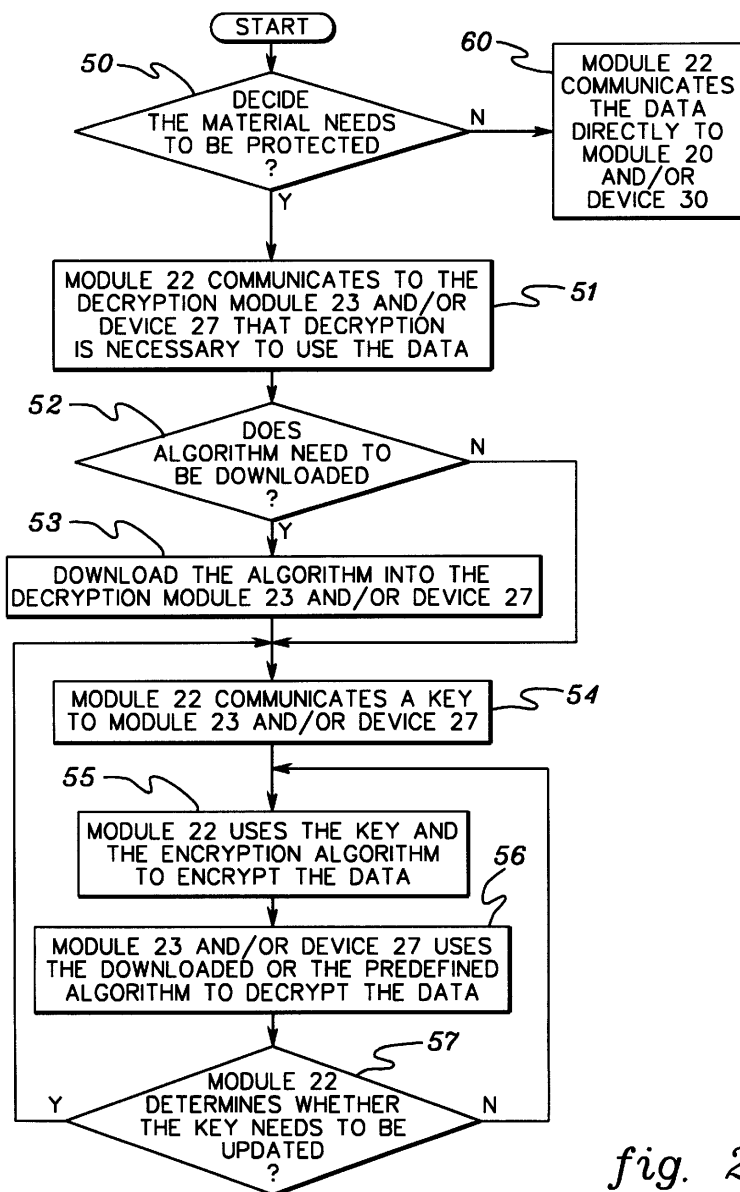 START
50
DECIDE
THE MATERIAL NEEDS
TO BE PROTECTED
?
N
Y
60
MODULE 22
COMMUNICATES
THE DATA
DIRECTLY TO
MODULE 20
AND/OR
DEVICE 30
MODULE 22 COMMUNICATES TO THE
DECRYPTION MODULE 23 AND/OR
DEVICE 27 THAT DECRYPTION
IS NECESSARY TO USE THE DATA
51
52
DOES
ALGORITHM NEED TO
BE DOWNLOADED
?
N
Y
53
DOWNLOAD THE ALGORITHM INTO THE
DECRYPTION MODULE 23 AND/OR DEVICE 27
MODULE 22 COMMUNICATES A KEY
TO MODULE 23 AND/OR DEVICE 27
54
55
MODULE 22 USES THE KEY AND
THE ENCRYPTION ALGORITHM
TO ENCRYPT THE DATA
56
MODULE 23 AND/OR DEVICE 27 USES
THE DOWNLOADED OR THE PREDEFINED
ALGORITHM TO DECRYPT THE DATA
57
MODULE 22
DETERMINES WHETHER
THE KEY NEEDS TO BE
UPDATED
?
Y
N
fig. 2